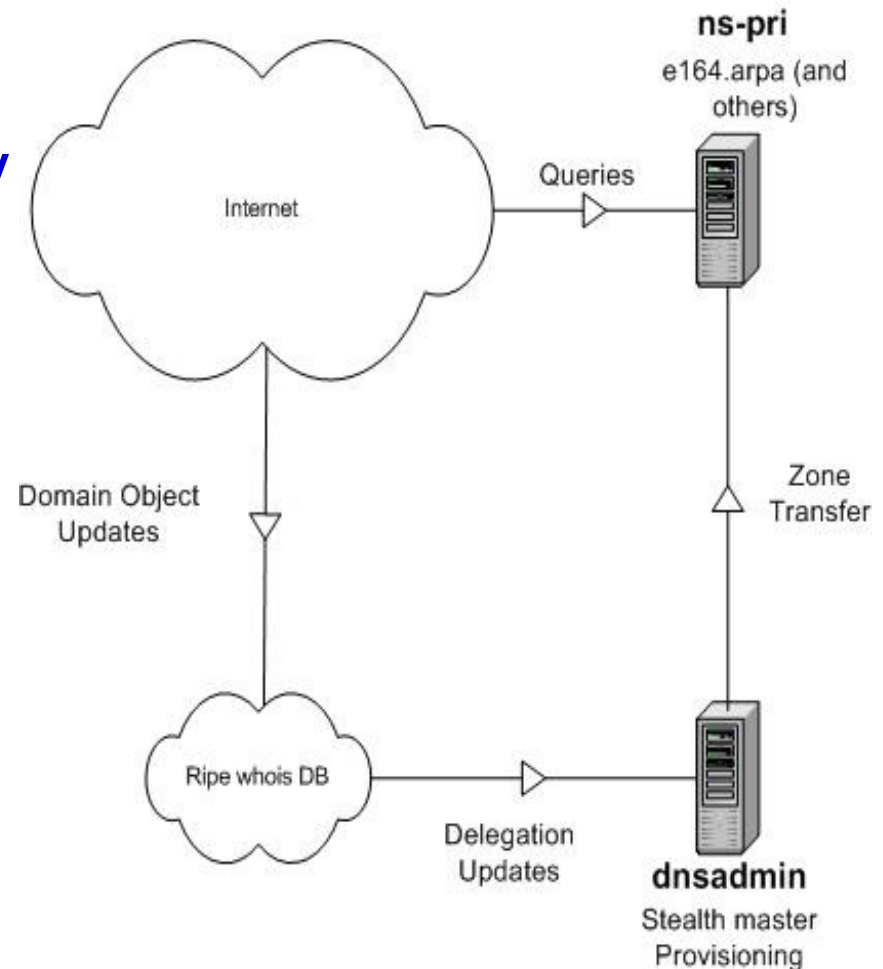 ns-pri
e164.arpa (and
others)
y
Queries
Internet
Domain Object
Updates
Zone
Transfer
Ripe whois DB
Delegation
Updates
dnsadmin
Stealth master
Provisioning